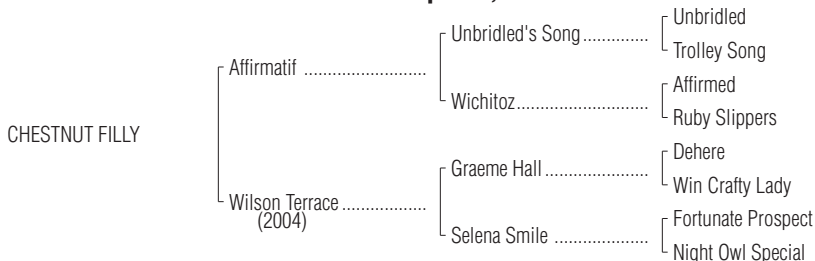 Unbridled
Unbridled's Song..............
Trolley Song
Affirmatif ..........................
Affirmed
Wichitoz............................
Ruby Slippers
CHESTNUT FILLY
Dehere
Graeme Hall ......................
Win Crafty Lady
Wilson Terrace..................
(2004)
Fortunate Prospect
Selena Smile ....................
Night Owl Special